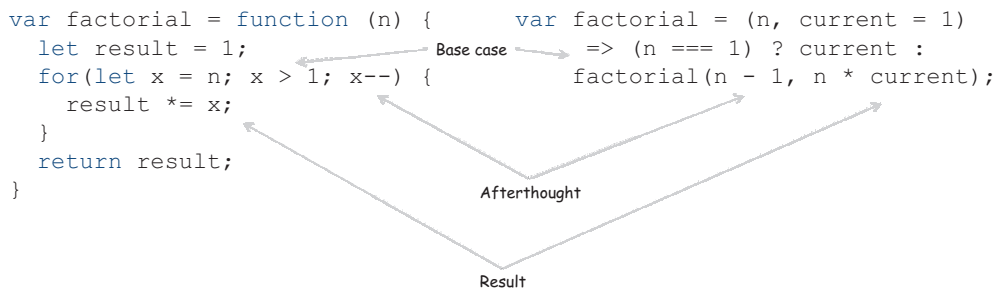 var factorial = function (n) {
  let result = 1;
  for(let x = n; x > 1; x--) {
    result *= x;
  }
  return result;
}
Base case
var factorial = (n, current = 1)
  => (n === 1) ? current :
  factorial(n - 1, n * current);
Afterthought
Result